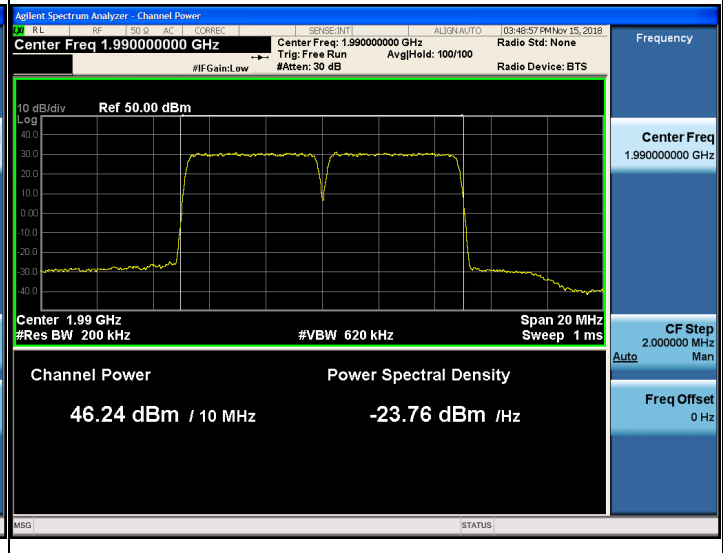 Agilent Spectrum Analyzer - Channel Power
LXI RL RF 50 Ω AC CORREC SENSE:INT ALIGN AUTO 03:48:57 PM Nov 15, 2018
Center Freq 1.990000000 GHz
Center Freq: 1.990000000 GHz
Radio Std: None
Trig: Free Run Avg|Hold: 100/100
#IFGain:Low
#Atten: 30 dB
Radio Device: BTS
Frequency
10 dB/div Ref 50.00 dBm
Log
40.0
30.0
20.0
10.0
0.00
-10.0
-20.0
-30.0
-40.0
Center 1.99 GHz
Span 20 MHz
#Res BW 200 kHz
#VBW 620 kHz
Sweep 1 ms
Center Freq
1.990000000 GHz
CF Step
2.000000 MHz
Auto Man
Freq Offset
0 Hz
Channel Power
Power Spectral Density
46.24 dBm / 10 MHz
-23.76 dBm /Hz
MSG
STATUS